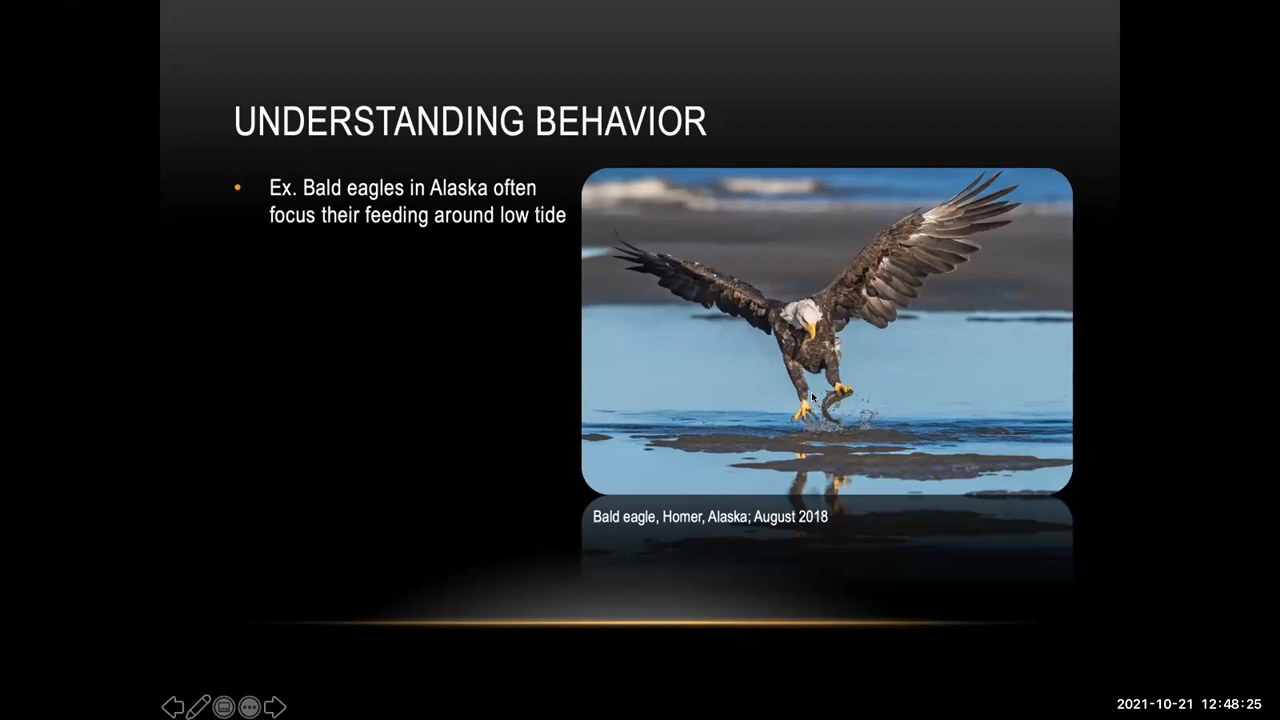 UNDERSTANDING BEHAVIOR
• Ex. Bald eagles in Alaska often
focus their feeding around low tide
Bald eagle, Homer, Alaska; August 2018
2021-10-21 12:48:25